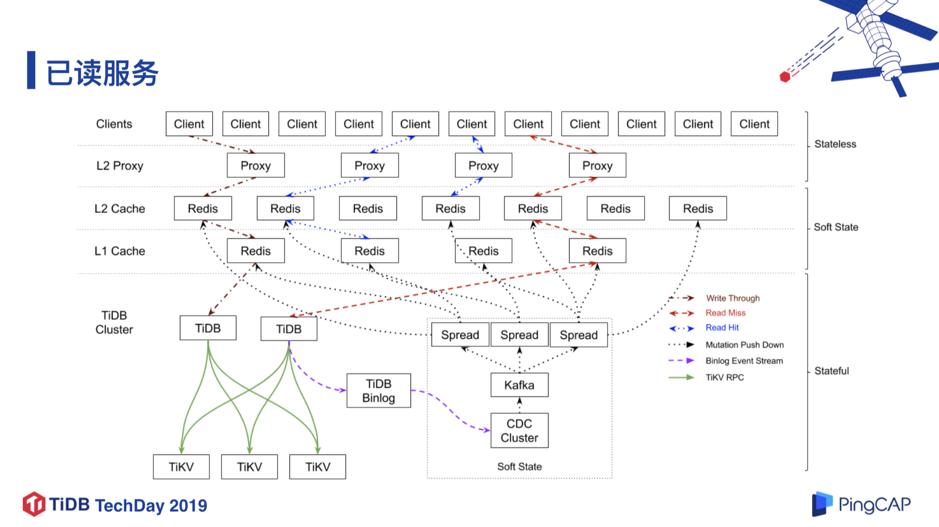 已读服务
Clients
Client Client Client Client Client Client Client Client Client Client Client
Stateless
L2 Proxy
Proxy Proxy Proxy Proxy
L2 Cache
Redis Redis Redis Redis Redis Redis Redis
Soft State
L1 Cache
Redis Redis Redis Redis
TiDB
Cluster
TiDB TiDB
Spread Spread Spread
Write Through
Read Miss
Read Hit
Mutation Push Down
Binlog Event Stream
TiKV RPC
Stateful
TiDB
Binlog
Kafka
CDC
Cluster
Soft State
TiKV TiKV TiKV
TiDB TechDay 2019
PingCAP